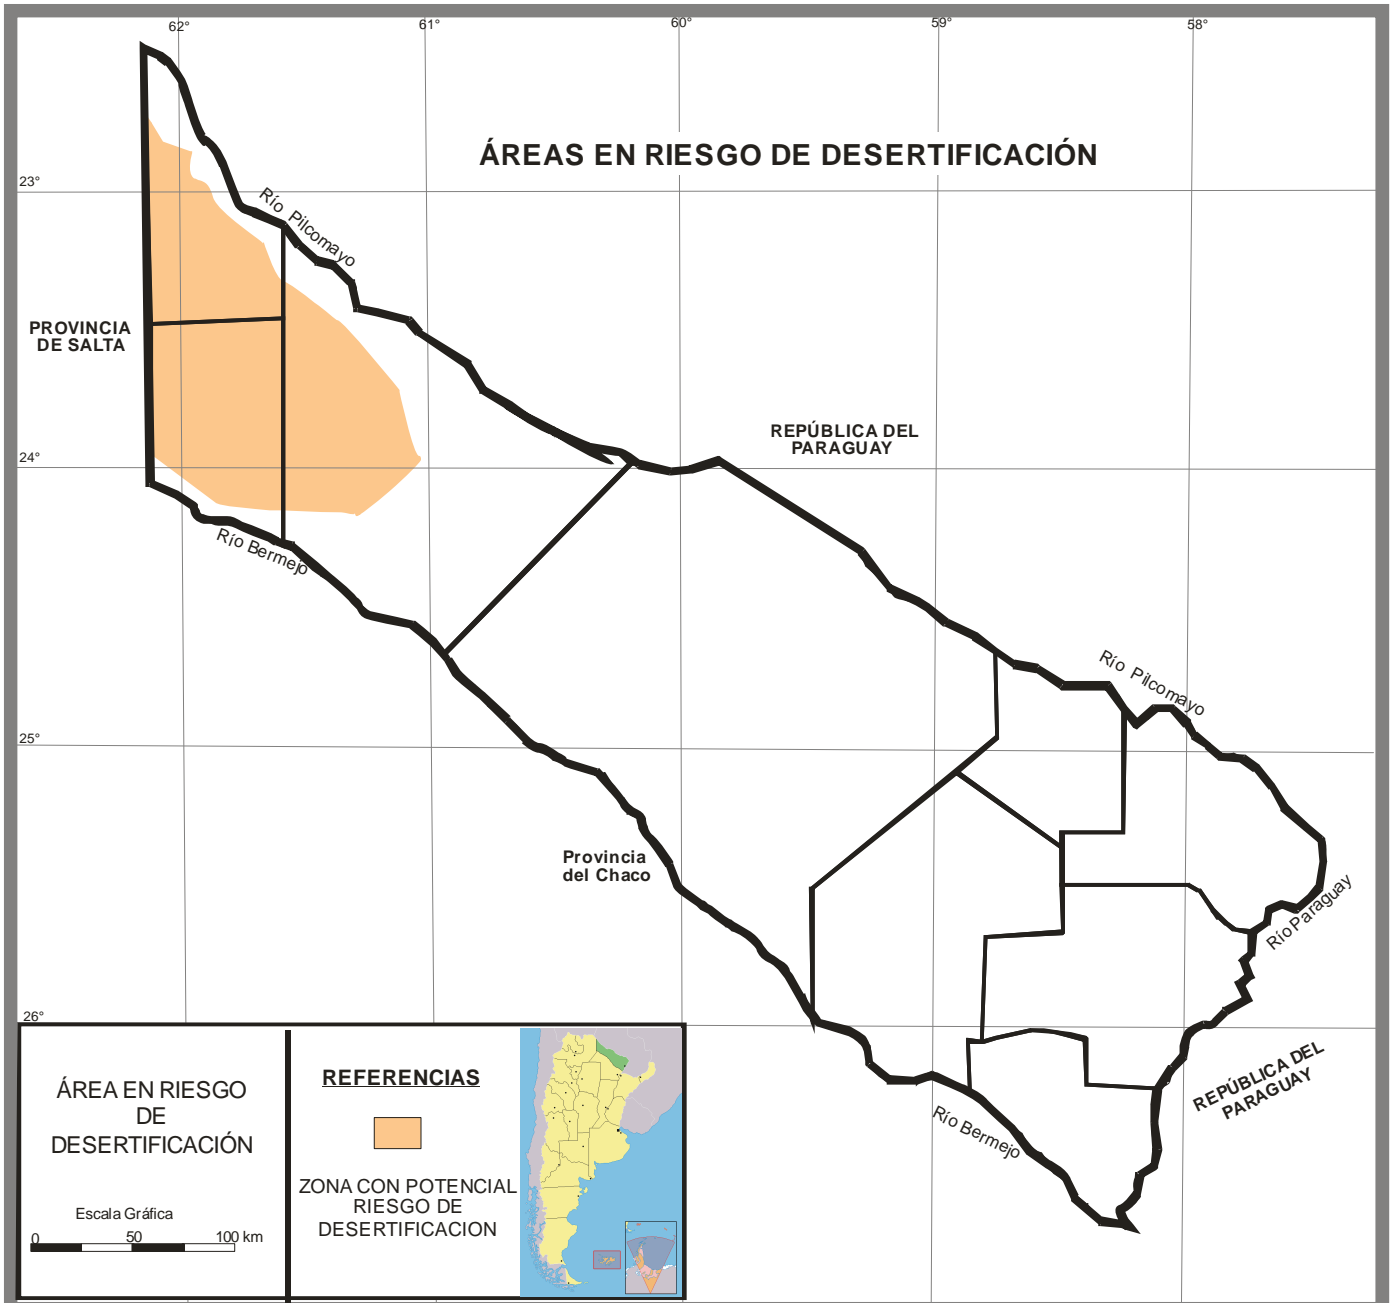 62°
61°
60°
59°
58°
ÁREAS EN RIESGO DE DESERTIFICACIÓN
23°
Río Pilcomayo
PROVINCIA
DE SALTA
REPÚBLICA DEL
PARAGUAY
24°
Río Bermejo
Río Pilcomayo
25°
Provincia
del Chaco
Río Paraguay
26°
REPÚBLICA DEL
PARAGUAY
Río Bermejo
ÁREA EN RIESGO
DE
DESERTIFICACIÓN
Escala Gráfica
0 50 100 km
REFERENCIAS
ZONA CON POTENCIAL
RIESGO DE
DESERTIFICACION